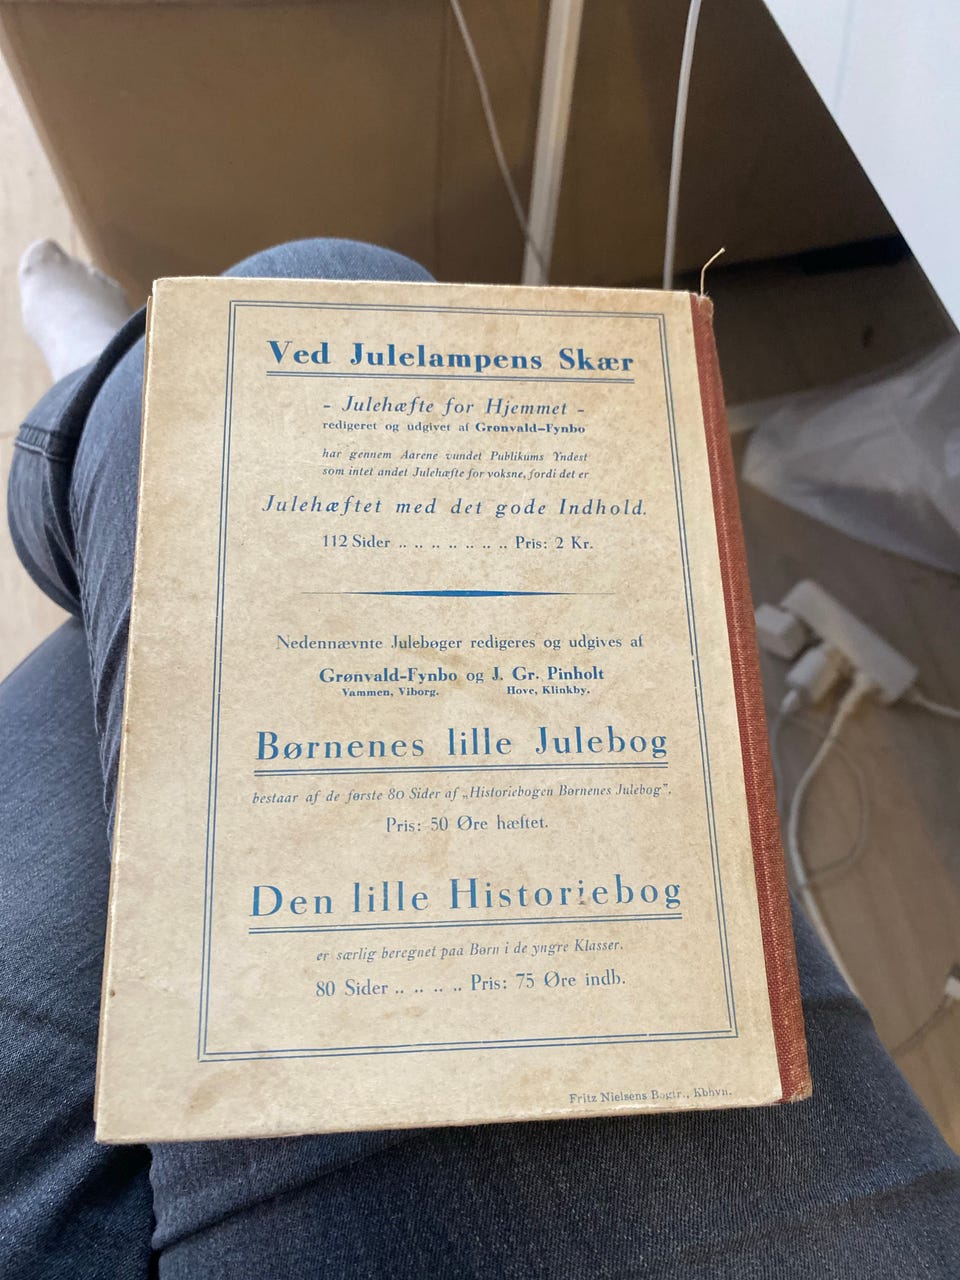 Ved Julelampens Skær
- Julehæfte for Hjemmet -
redigeret og udgivet af Grønvald-Fynbo
har gennem Aarene vundet Publikums Yndest
som intet andet Julehæfte for voksne, fordi det er
Julehæftet med det gode Indhold.
112 Sider .. .. .. .. .. .. .. Pris: 2 Kr.
Nedennævnte Julebøger redigeres og udgives af
Grønvald-Fynbo og J. Gr. Pinholt
Vammen, Viborg. Hove, Klinkby.
Børnenes lille Julebog
bestaar af de første 80 Sider af „Historiebogen Børnenes Julebog”.
Pris: 50 Øre hæftet.
Den lille Historiebog
er særlig beregnet paa Børn i de yngre Klasser.
80 Sider .. .. .. .. Pris: 75 Øre indb.
Fritz Nielsens Bogtr., Kbhvn.